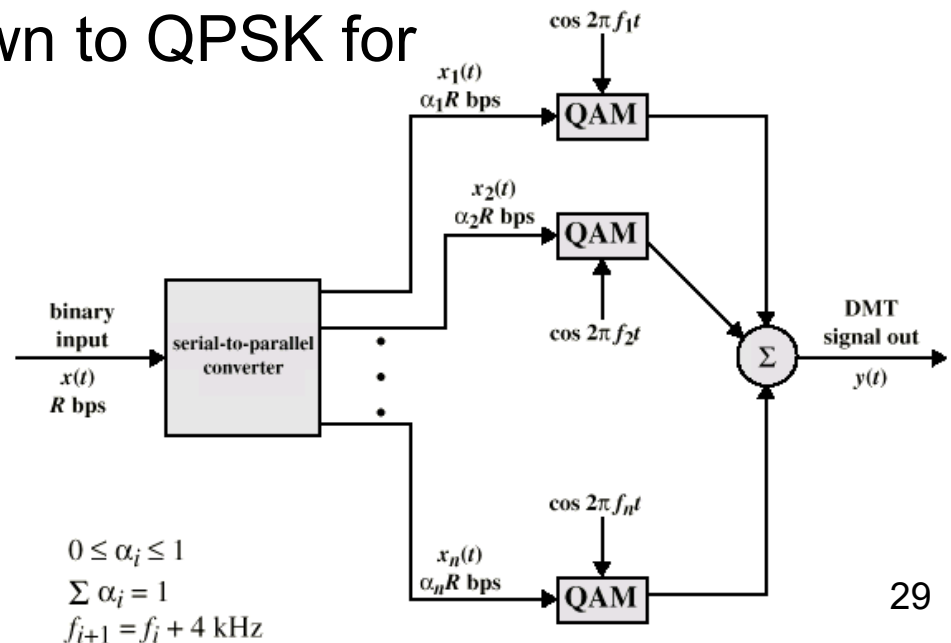 wn to QPSK for
cos 2π f₁t
x₁(t)
α₁R bps
QAM
x₂(t)
α₂R bps
QAM
cos 2π f₂t
binary
input
x(t)
R bps
serial-to-parallel
converter
Σ
DMT
signal out
y(t)
cos 2π fₙt
xₙ(t)
αₙR bps
QAM
0 ≤ αᵢ ≤ 1
Σ αᵢ = 1
fᵢ₊₁ = fᵢ + 4 kHz
29